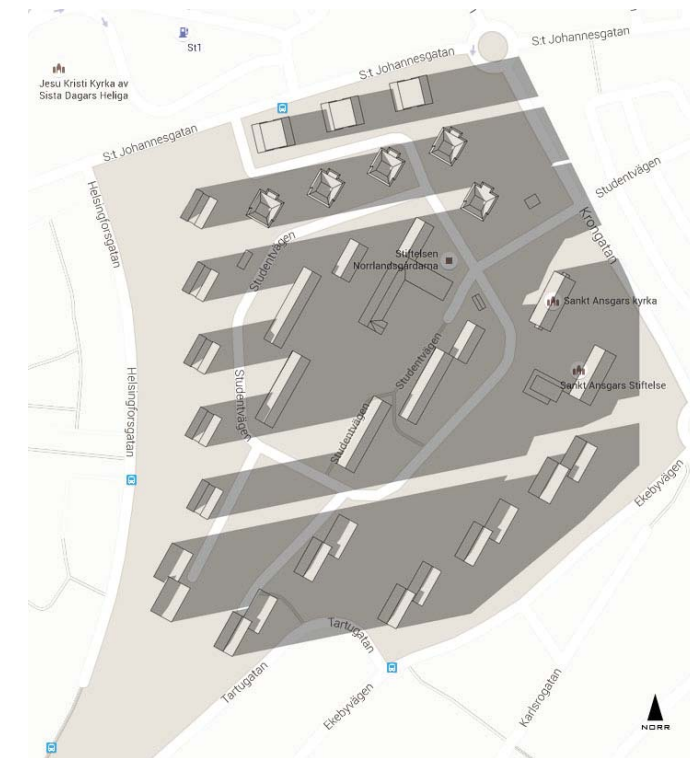 St1
S:t Johannesgatan
S:t Johannesgatan
Jesu Kristi Kyrka av
Sista Dagars Heliga
S:t Johannesgatan
Helsingforsgatan
Studentvägen
Krongatan
Studentvägen
Stiftelsen
Norrlandsgårdarna
Sankt Ansgars kyrka
Studentvägen
Sankt Ansgars Stiftelse
Helsingforsgatan
Studentvägen
Studentvägen
Ekebyvägen
Tartugatan
Tartugatan
Ekebyvägen
Karlsrogatan
NORR